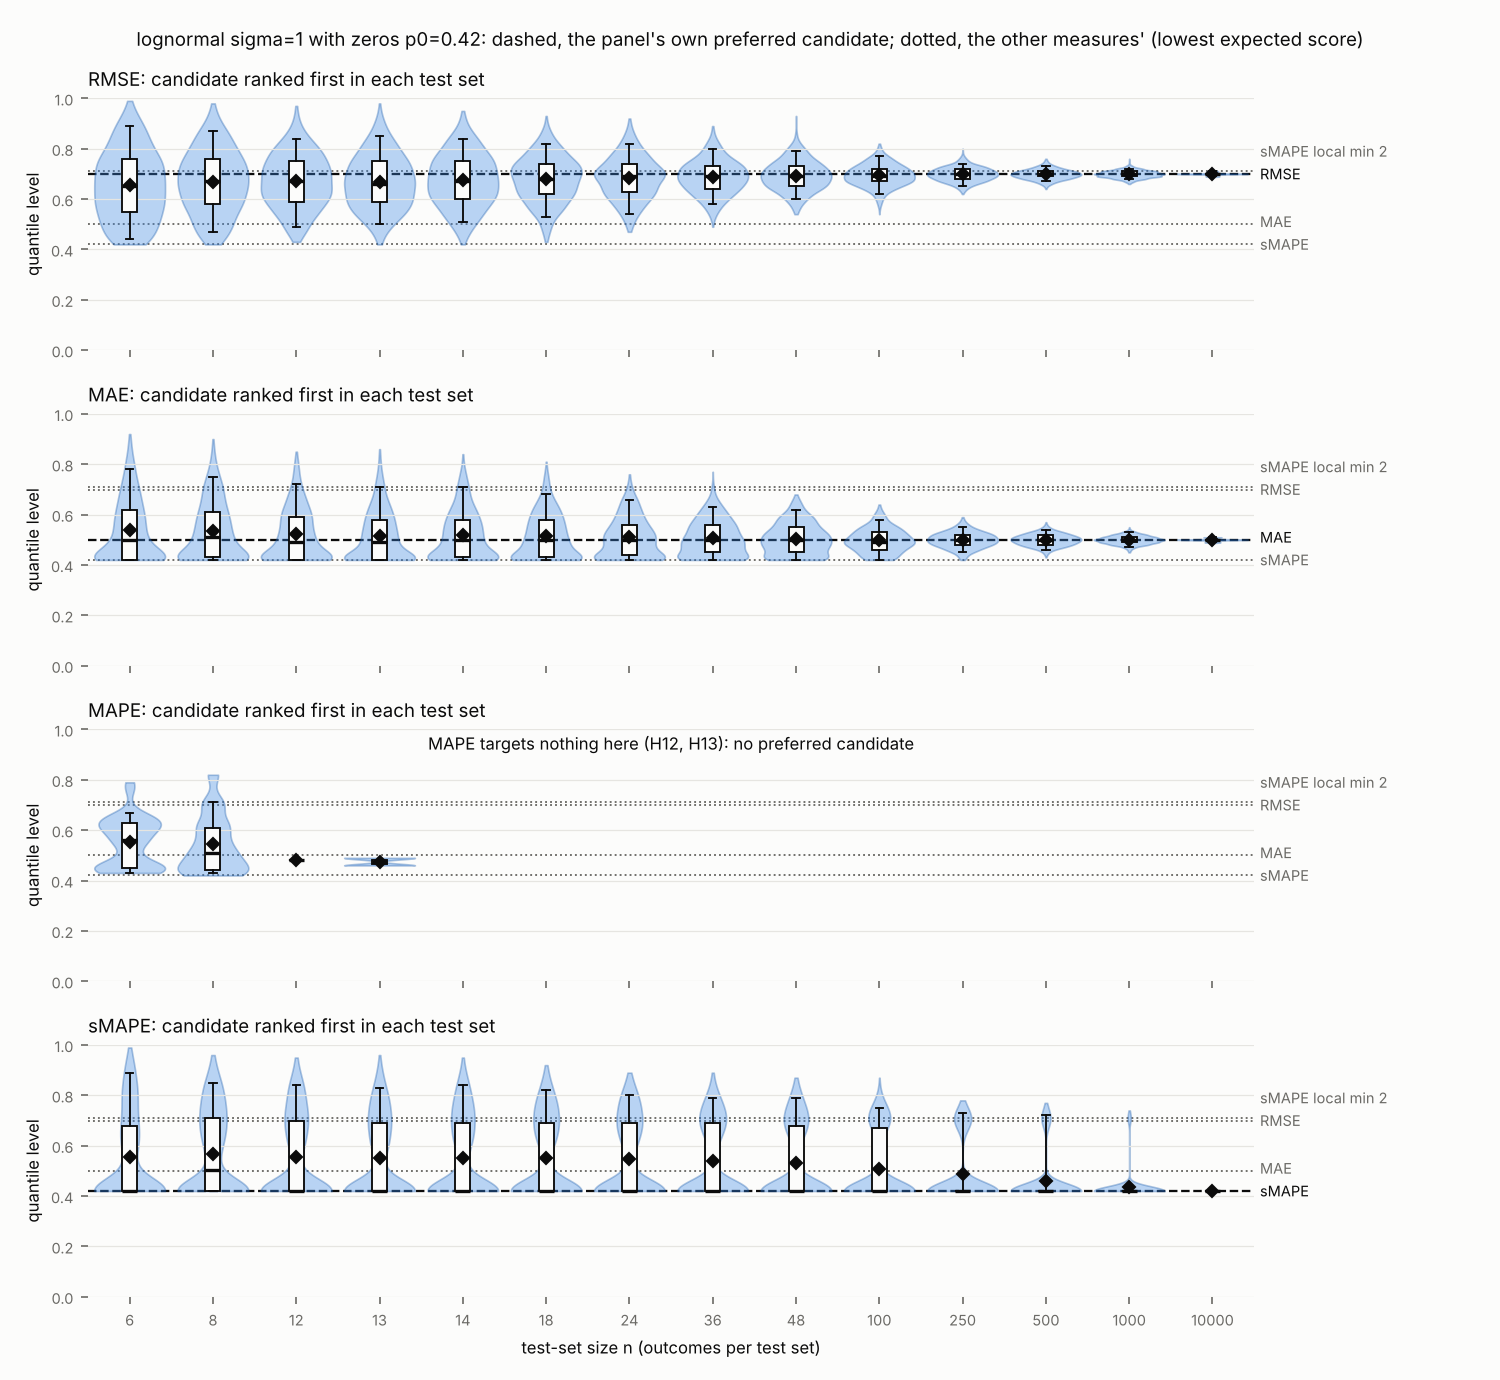 lognormal sigma=1 with zeros p0=0.42: dashed, the panel's own preferred candidate; dotted, the other measures' (lowest expected score)
RMSE: candidate ranked first in each test set
1.0
0.8
0.6
0.4
0.2
0.0
quantile level
sMAPE local min 2
RMSE
MAE
sMAPE
MAE: candidate ranked first in each test set
1.0
0.8
0.6
0.4
0.2
0.0
quantile level
sMAPE local min 2
RMSE
MAE
sMAPE
MAPE: candidate ranked first in each test set
MAPE targets nothing here (H12, H13): no preferred candidate
1.0
0.8
0.6
0.4
0.2
0.0
quantile level
sMAPE local min 2
RMSE
MAE
sMAPE
sMAPE: candidate ranked first in each test set
1.0
0.8
0.6
0.4
0.2
0.0
quantile level
sMAPE local min 2
RMSE
MAE
sMAPE
6 8 12 13 14 18 24 36 48 100 250 500 1000 10000
test-set size n (outcomes per test set)